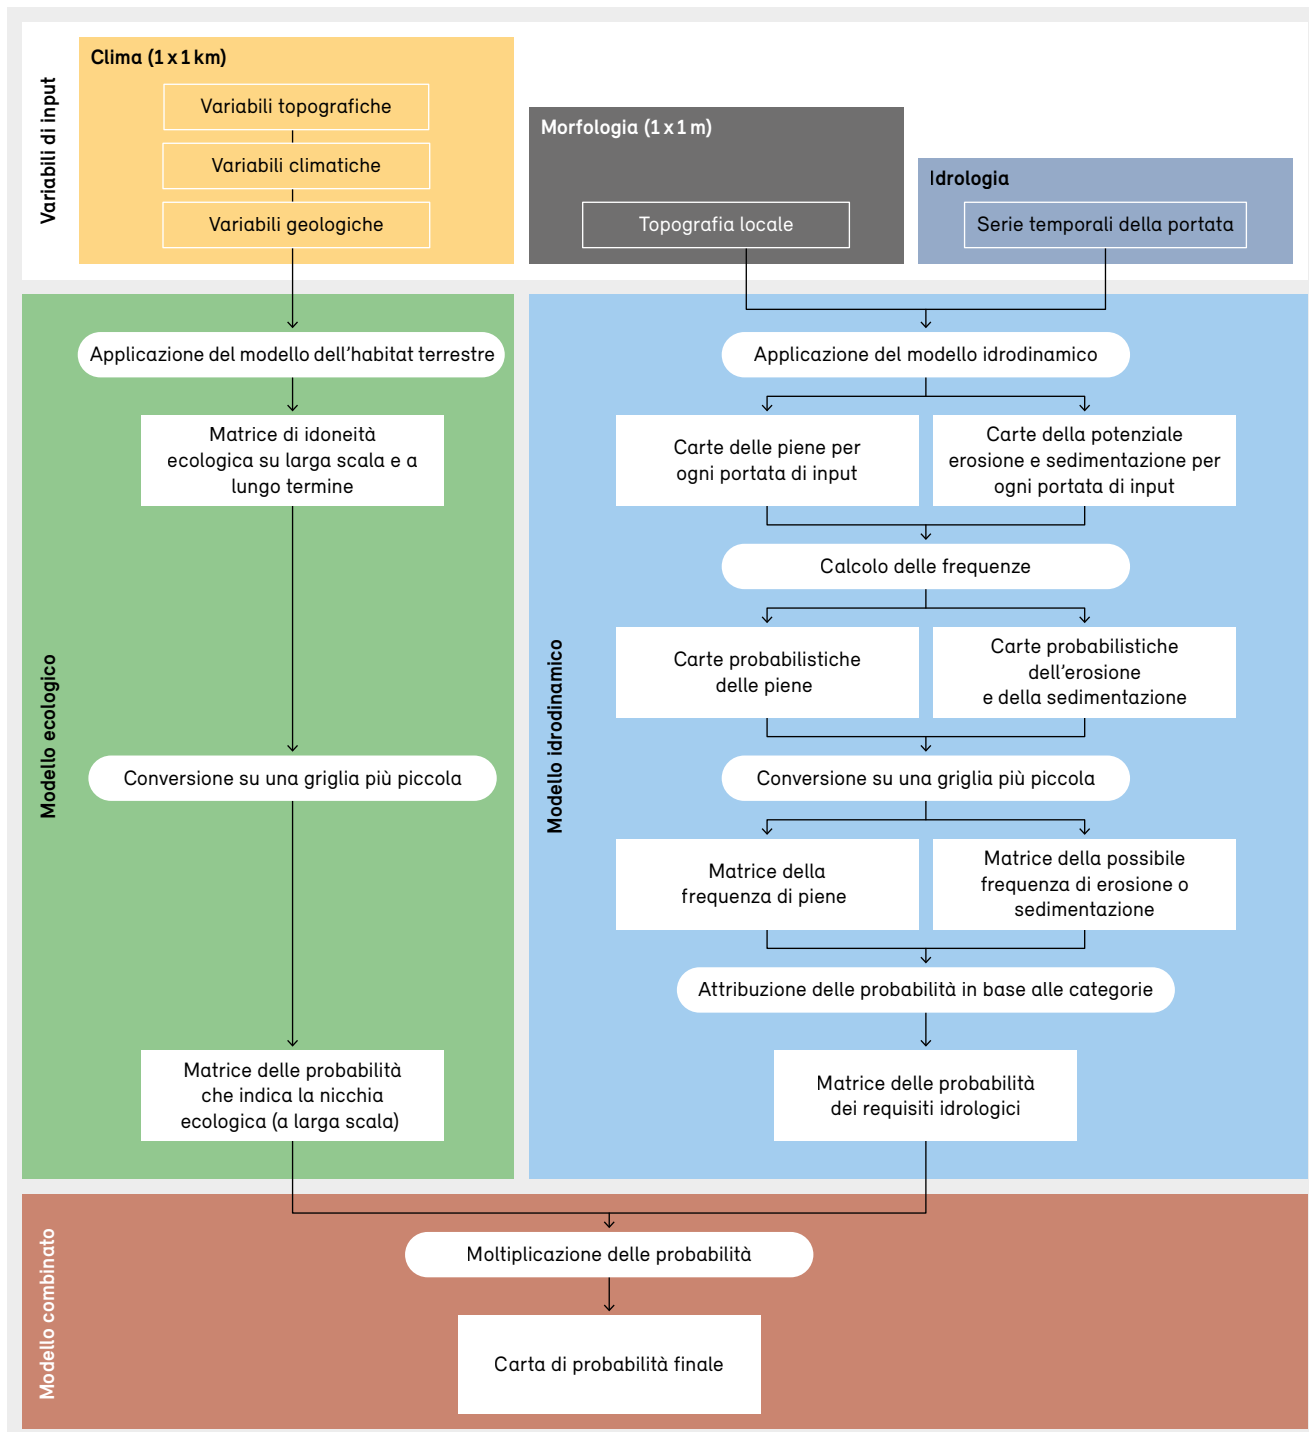 Variabili di input
Clima (1 x 1 km)
Variabili topografiche
Variabili climatiche
Variabili geologiche
Morfologia (1 x 1 m)
Topografia locale
Idrologia
Serie temporali della portata
Modello ecologico
Applicazione del modello dell'habitat terrestre
Matrice di idoneità
ecologica su larga scala e a
lungo termine
Conversione su una griglia più piccola
Matrice delle probabilità
che indica la nicchia
ecologica (a larga scala)
Modello idrodinamico
Applicazione del modello idrodinamico
Carte delle piene per
ogni portata di input
Carte della potenziale
erosione e sedimentazione per
ogni portata di input
Calcolo delle frequenze
Carte probabilistiche
delle piene
Carte probabilistiche
dell'erosione
e della sedimentazione
Conversione su una griglia più piccola
Matrice della
frequenza di piene
Matrice della possibile
frequenza di erosione o
sedimentazione
Attribuzione delle probabilità in base alle categorie
Matrice delle probabilità
dei requisiti idrologici
Modello combinato
Moltiplicazione delle probabilità
Carta di probabilità finale